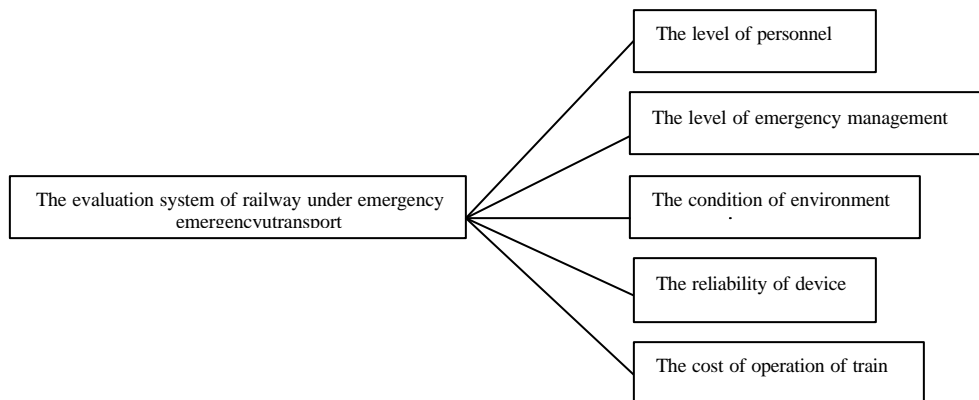 The level of personnel
The level of emergency management
The evaluation system of railway under emergency
emergencyutransport
The condition of environment
The reliability of device
The cost of operation of train